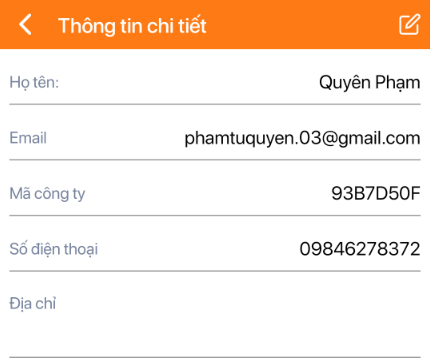 Thông tin chi tiết
Họ tên: Quyên Phạm
Email phamtuquyen.03@gmail.com
Mã công ty 93B7D50F
Số điện thoại 09846278372
Địa chỉ